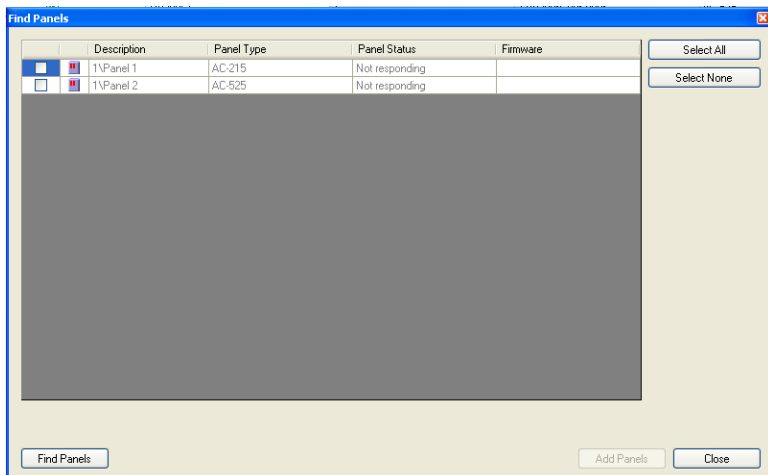 Find Panels
Description Panel Type Panel Status Firmware
Select All
1\Panel 1 AC-215 Not responding
Select None
1\Panel 2 AC-525 Not responding
Find Panels Add Panels Close